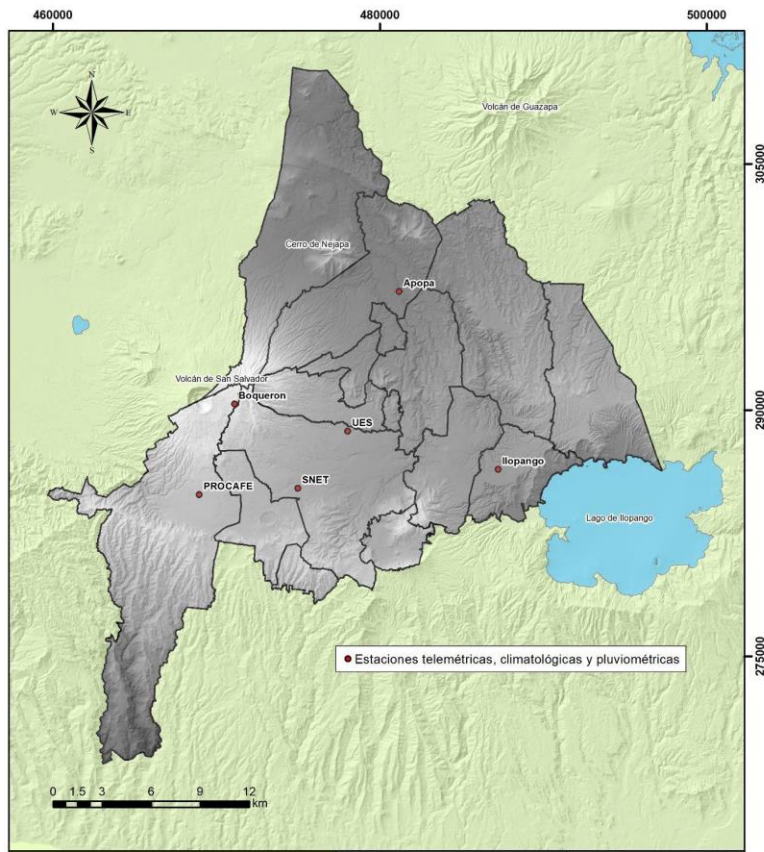 460000
480000
500000
N
W
E
S
Volcán de Guazapa
305000
Cerro de Nejapa
Apopa
Volcán de San Salvador
Boqueron
290000
UES
Ilopango
SNET
PROCAFE
Lago de Ilopango
Estaciones telemétricas, climatológicas y pluviométricas
275000
0 1.5 3 6 9 12
km